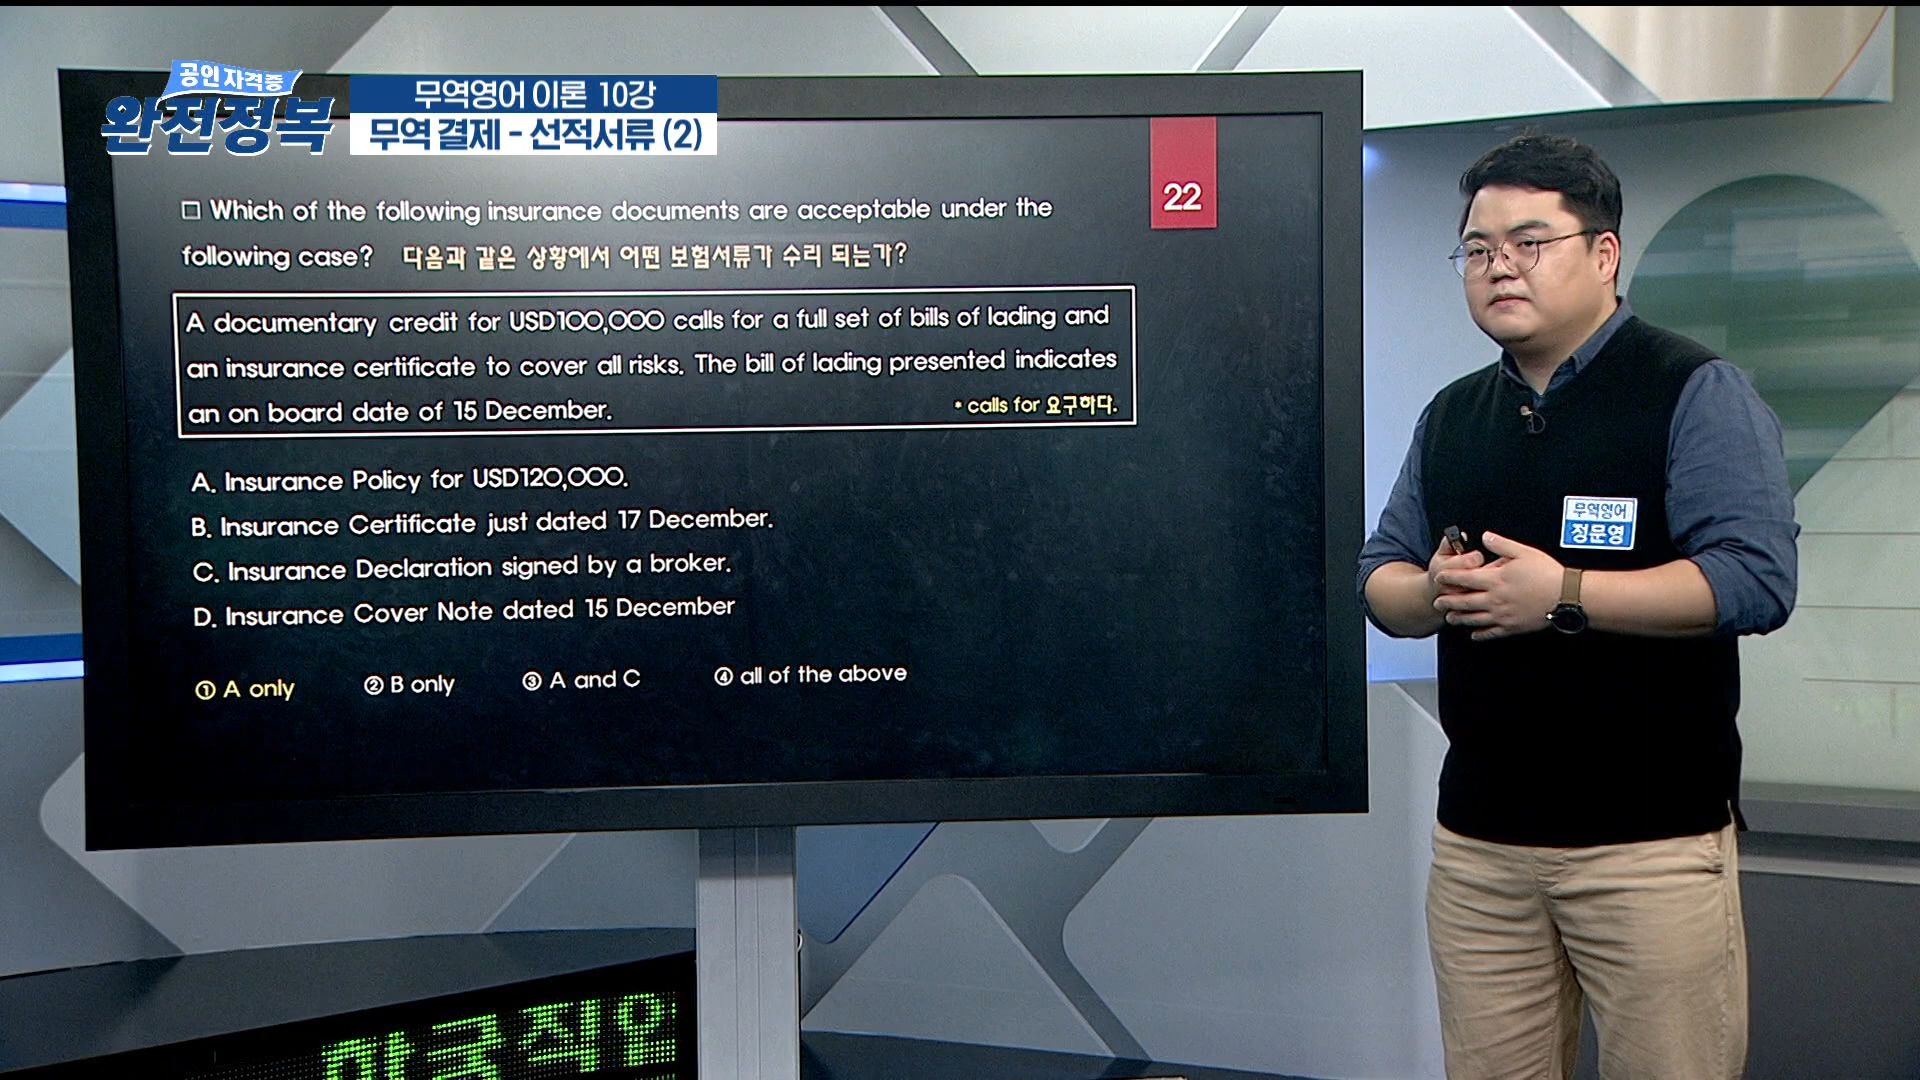 공인 자격증
완전정복
무역영어 이론 10강
무역 결제 - 선적서류 (2)
22
□ Which of the following insurance documents are acceptable under the
following case? 다음과 같은 상황에서 어떤 보험서류가 수리 되는가?
A documentary credit for USD100,000 calls for a full set of bills of lading and
an insurance certificate to cover all risks. The bill of lading presented indicates
an on board date of 15 December.
* calls for 요구하다.
A. Insurance Policy for USD120,000.
B. Insurance Certificate just dated 17 December.
C. Insurance Declaration signed by a broker.
D. Insurance Cover Note dated 15 December
① A only ② B only ③ A and C ④ all of the above
무역영어
정문영